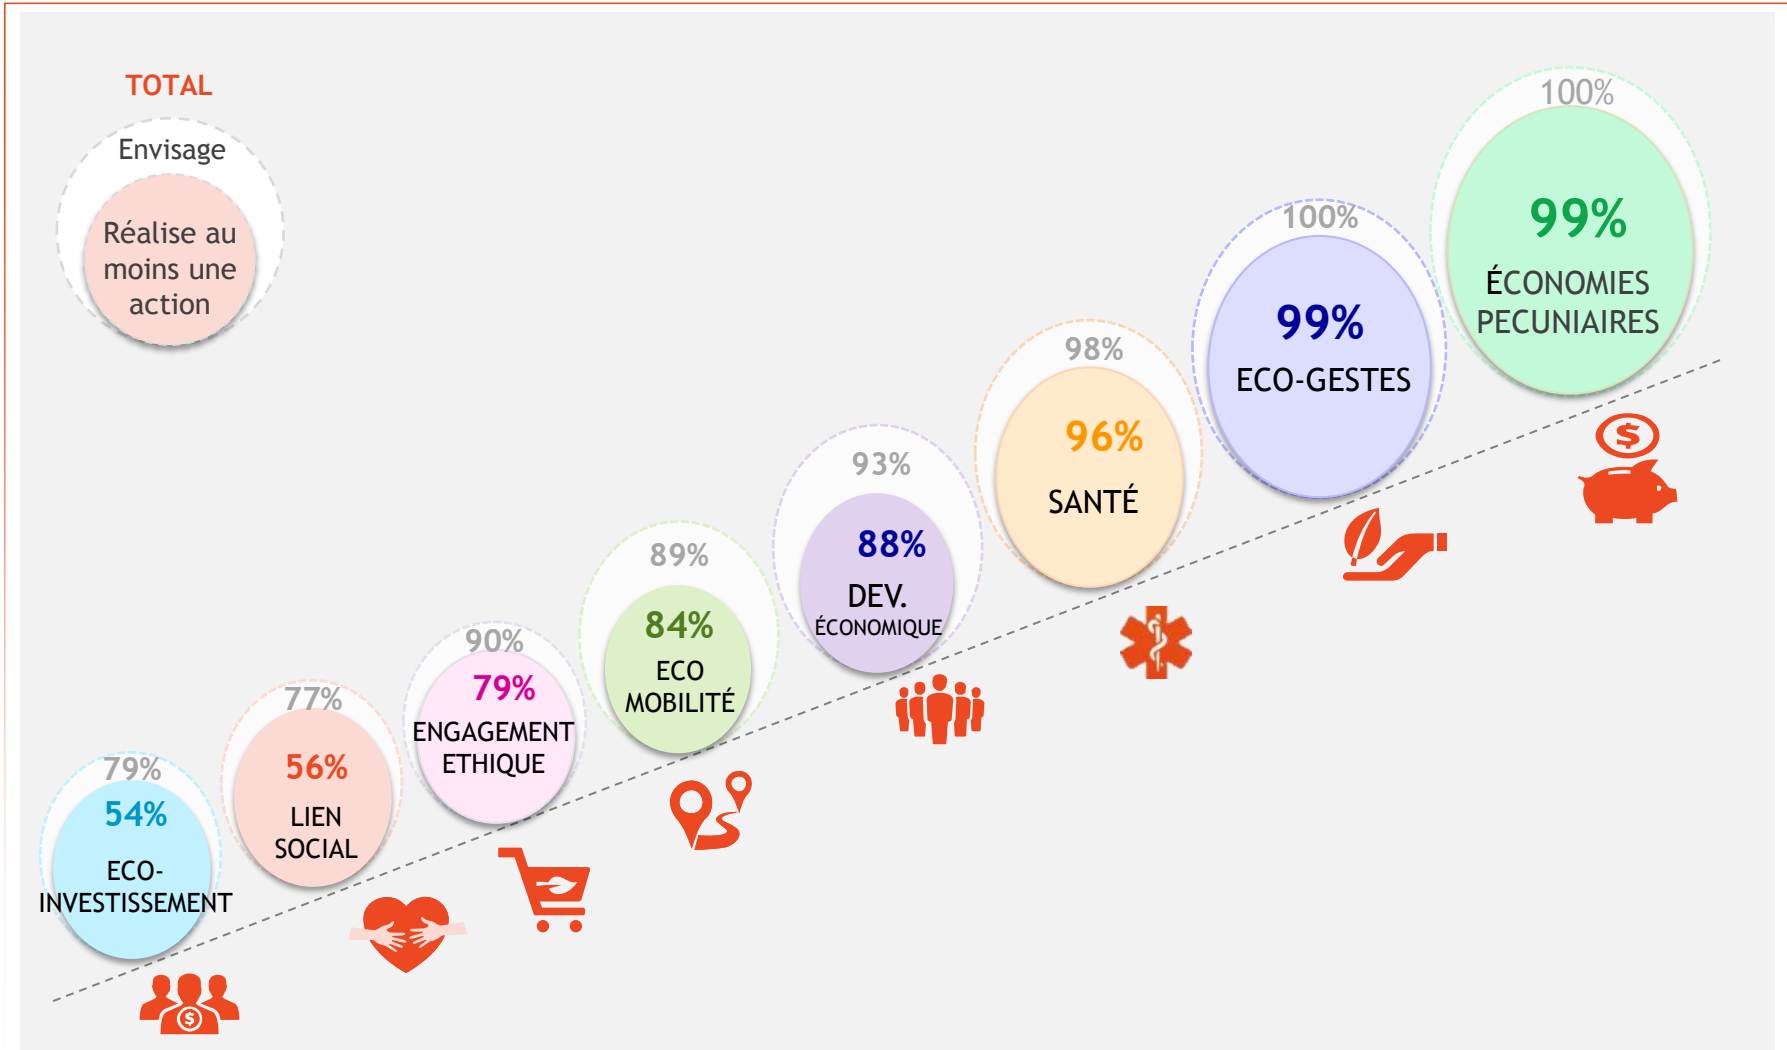 TOTAL
Envisage
Réalise au
moins une
action
79%
54%
ECO-
INVESTISSEMENT
77%
56%
LIEN
SOCIAL
90%
79%
ENGAGEMENT
ETHIQUE
89%
84%
ECO
MOBILITÉ
93%
88%
DEV.
ÉCONOMIQUE
98%
96%
SANTÉ
100%
99%
ECO-GESTES
100%
99%
ÉCONOMIES
PECUNIAIRES
$
$